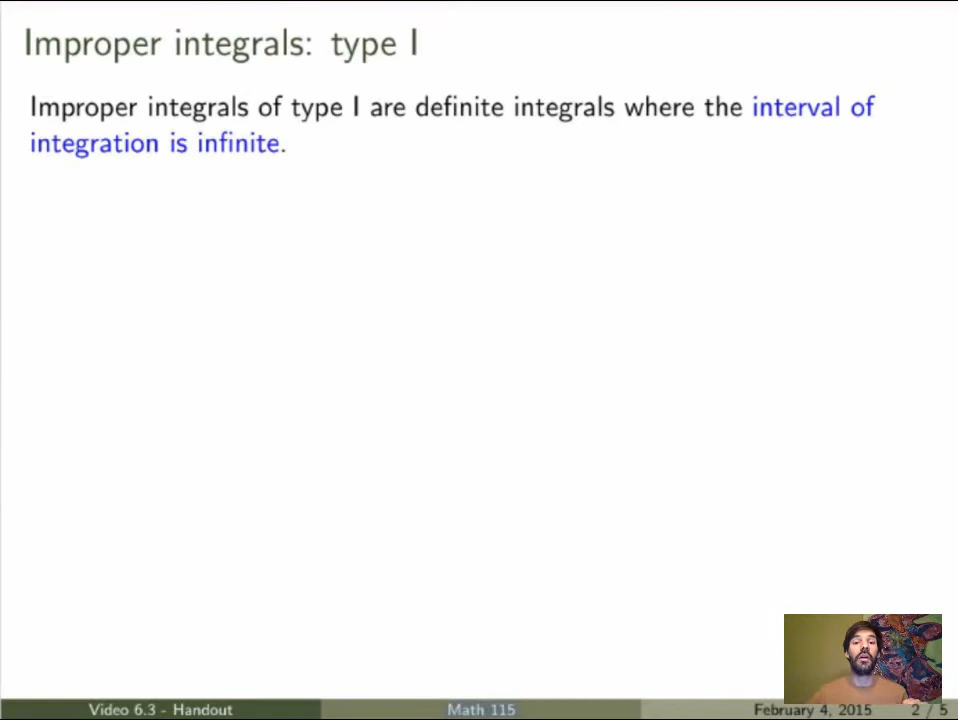 Improper integrals: type I
Improper integrals of type I are definite integrals where the interval of
integration is infinite.
Video 6.3 - Handout Math 115 February 4, 2015 2 / 5